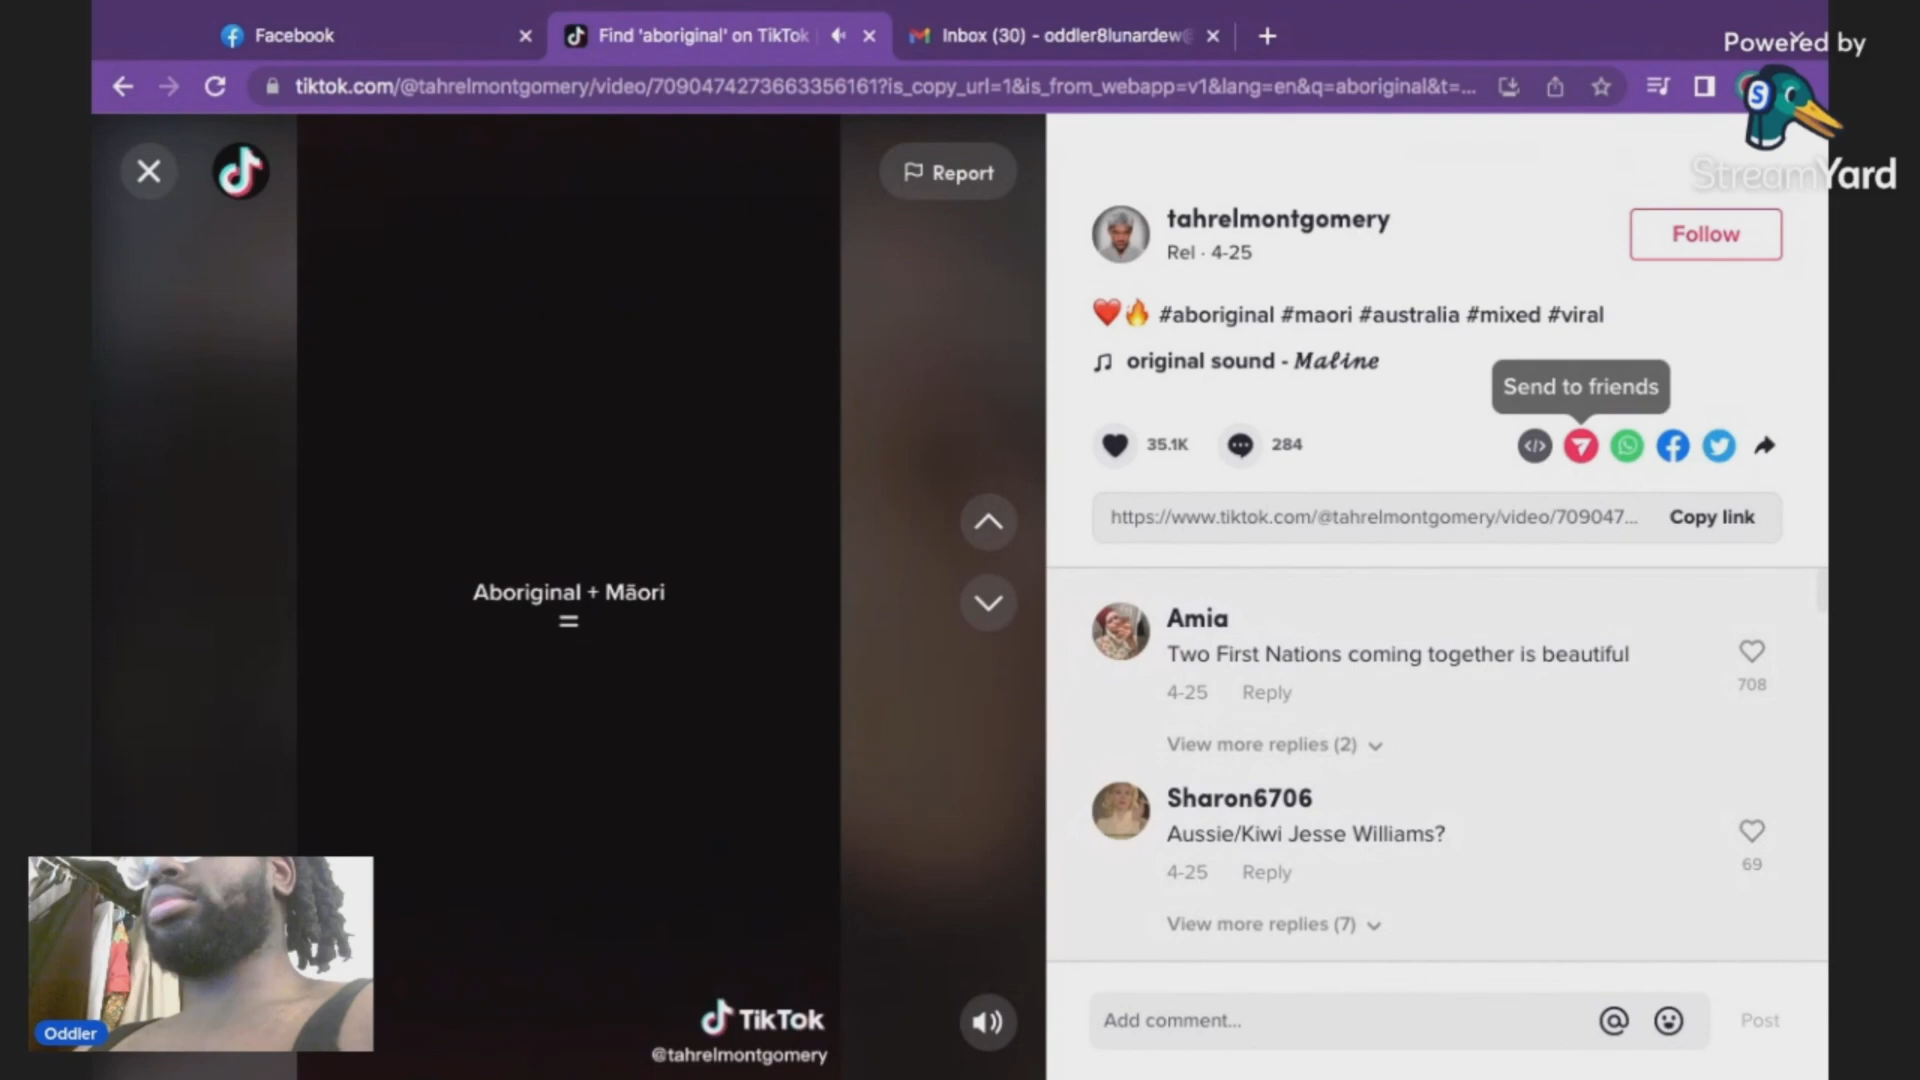 Facebook
Find 'aboriginal' on TikTok
Inbox (30) - oddler8lunardew@
Powered by
tiktok.com/@tahrelmontgomery/video/7090474273663356161?is_copy_url=1&is_from_webapp=v1&lang=en&q=aboriginal&t=...
StreamYard
Report
tahrelmontgomery
Rel · 4-25
Follow
❤️🔥 #aboriginal #maori #australia #mixed #viral
original sound - 𝓜𝓪𝓵𝓲𝓷𝓮
Send to friends
35.1K
284
https://www.tiktok.com/@tahrelmontgomery/video/709047...
Copy link
Aboriginal + Māori
=
Amia
Two First Nations coming together is beautiful
4-25 Reply
708
View more replies (2)
Sharon6706
Aussie/Kiwi Jesse Williams?
4-25 Reply
69
View more replies (7)
Add comment...
Post
TikTok
@tahrelmontgomery
Oddler